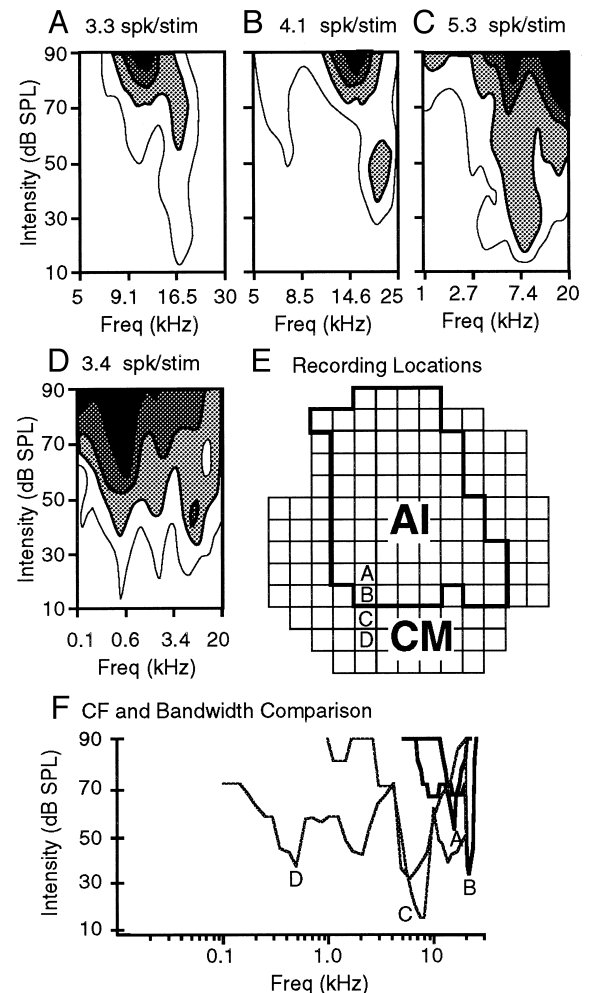 A 3.3 spk/stim
B 4.1 spk/stim
C 5.3 spk/stim
Intensity (dB SPL)
90
70
50
30
10
5 9.1 16.5 30
Freq (kHz)
5 8.5 14.6 25
Freq (kHz)
1 2.7 7.4 20
Freq (kHz)
D 3.4 spk/stim
Intensity (dB SPL)
90
70
50
30
10
0.1 0.6 3.4 20
Freq (kHz)
E Recording Locations
AI
A
B
C
D
CM
F CF and Bandwidth Comparison
Intensity (dB SPL)
90
70
50
30
10
D
C
A
B
0.1 1.0 10
Freq (kHz)